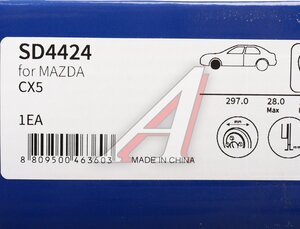 SD4424
for MAZDA
CX5
297.0 28.0
Max
1EA
8 809500 463603
MADE IN CHINA